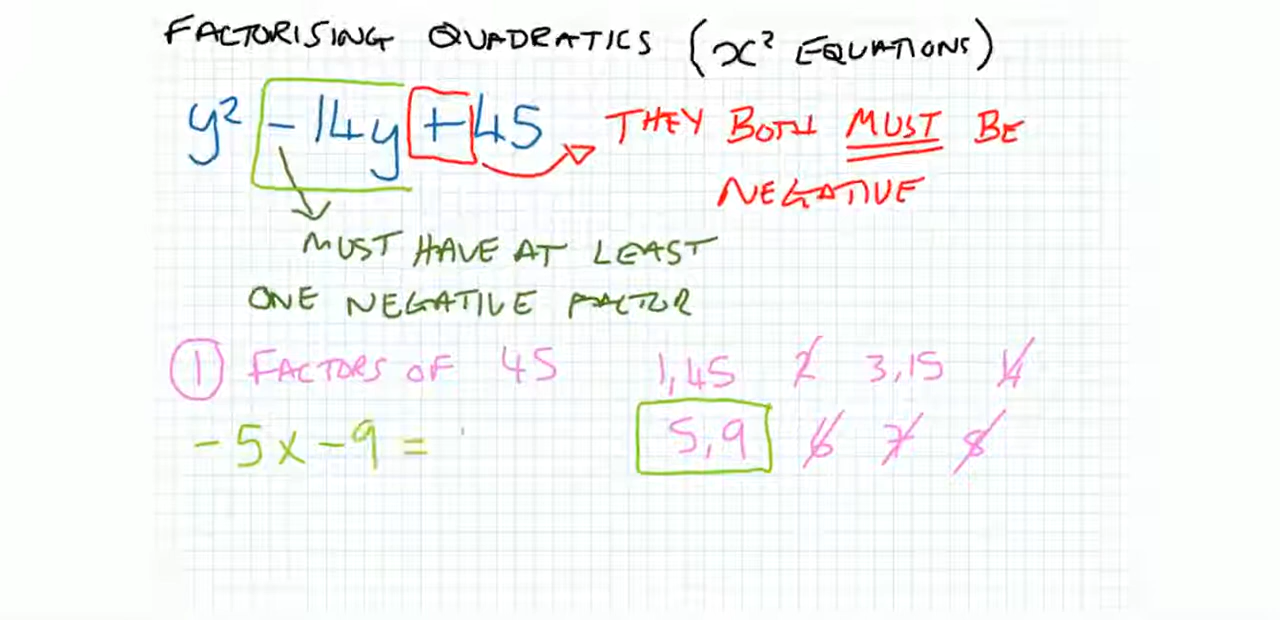 FACTORISING QUADRATICS (x² EQUATIONS)
y² - 14y + 45 THEY BOTH MUST BE
NEGATIVE
MUST HAVE AT LEAST
ONE NEGATIVE FACTOR
1 FACTORS OF 45 1,45 2 3,15 4
-5 x -9 = 5,9 6 7 8